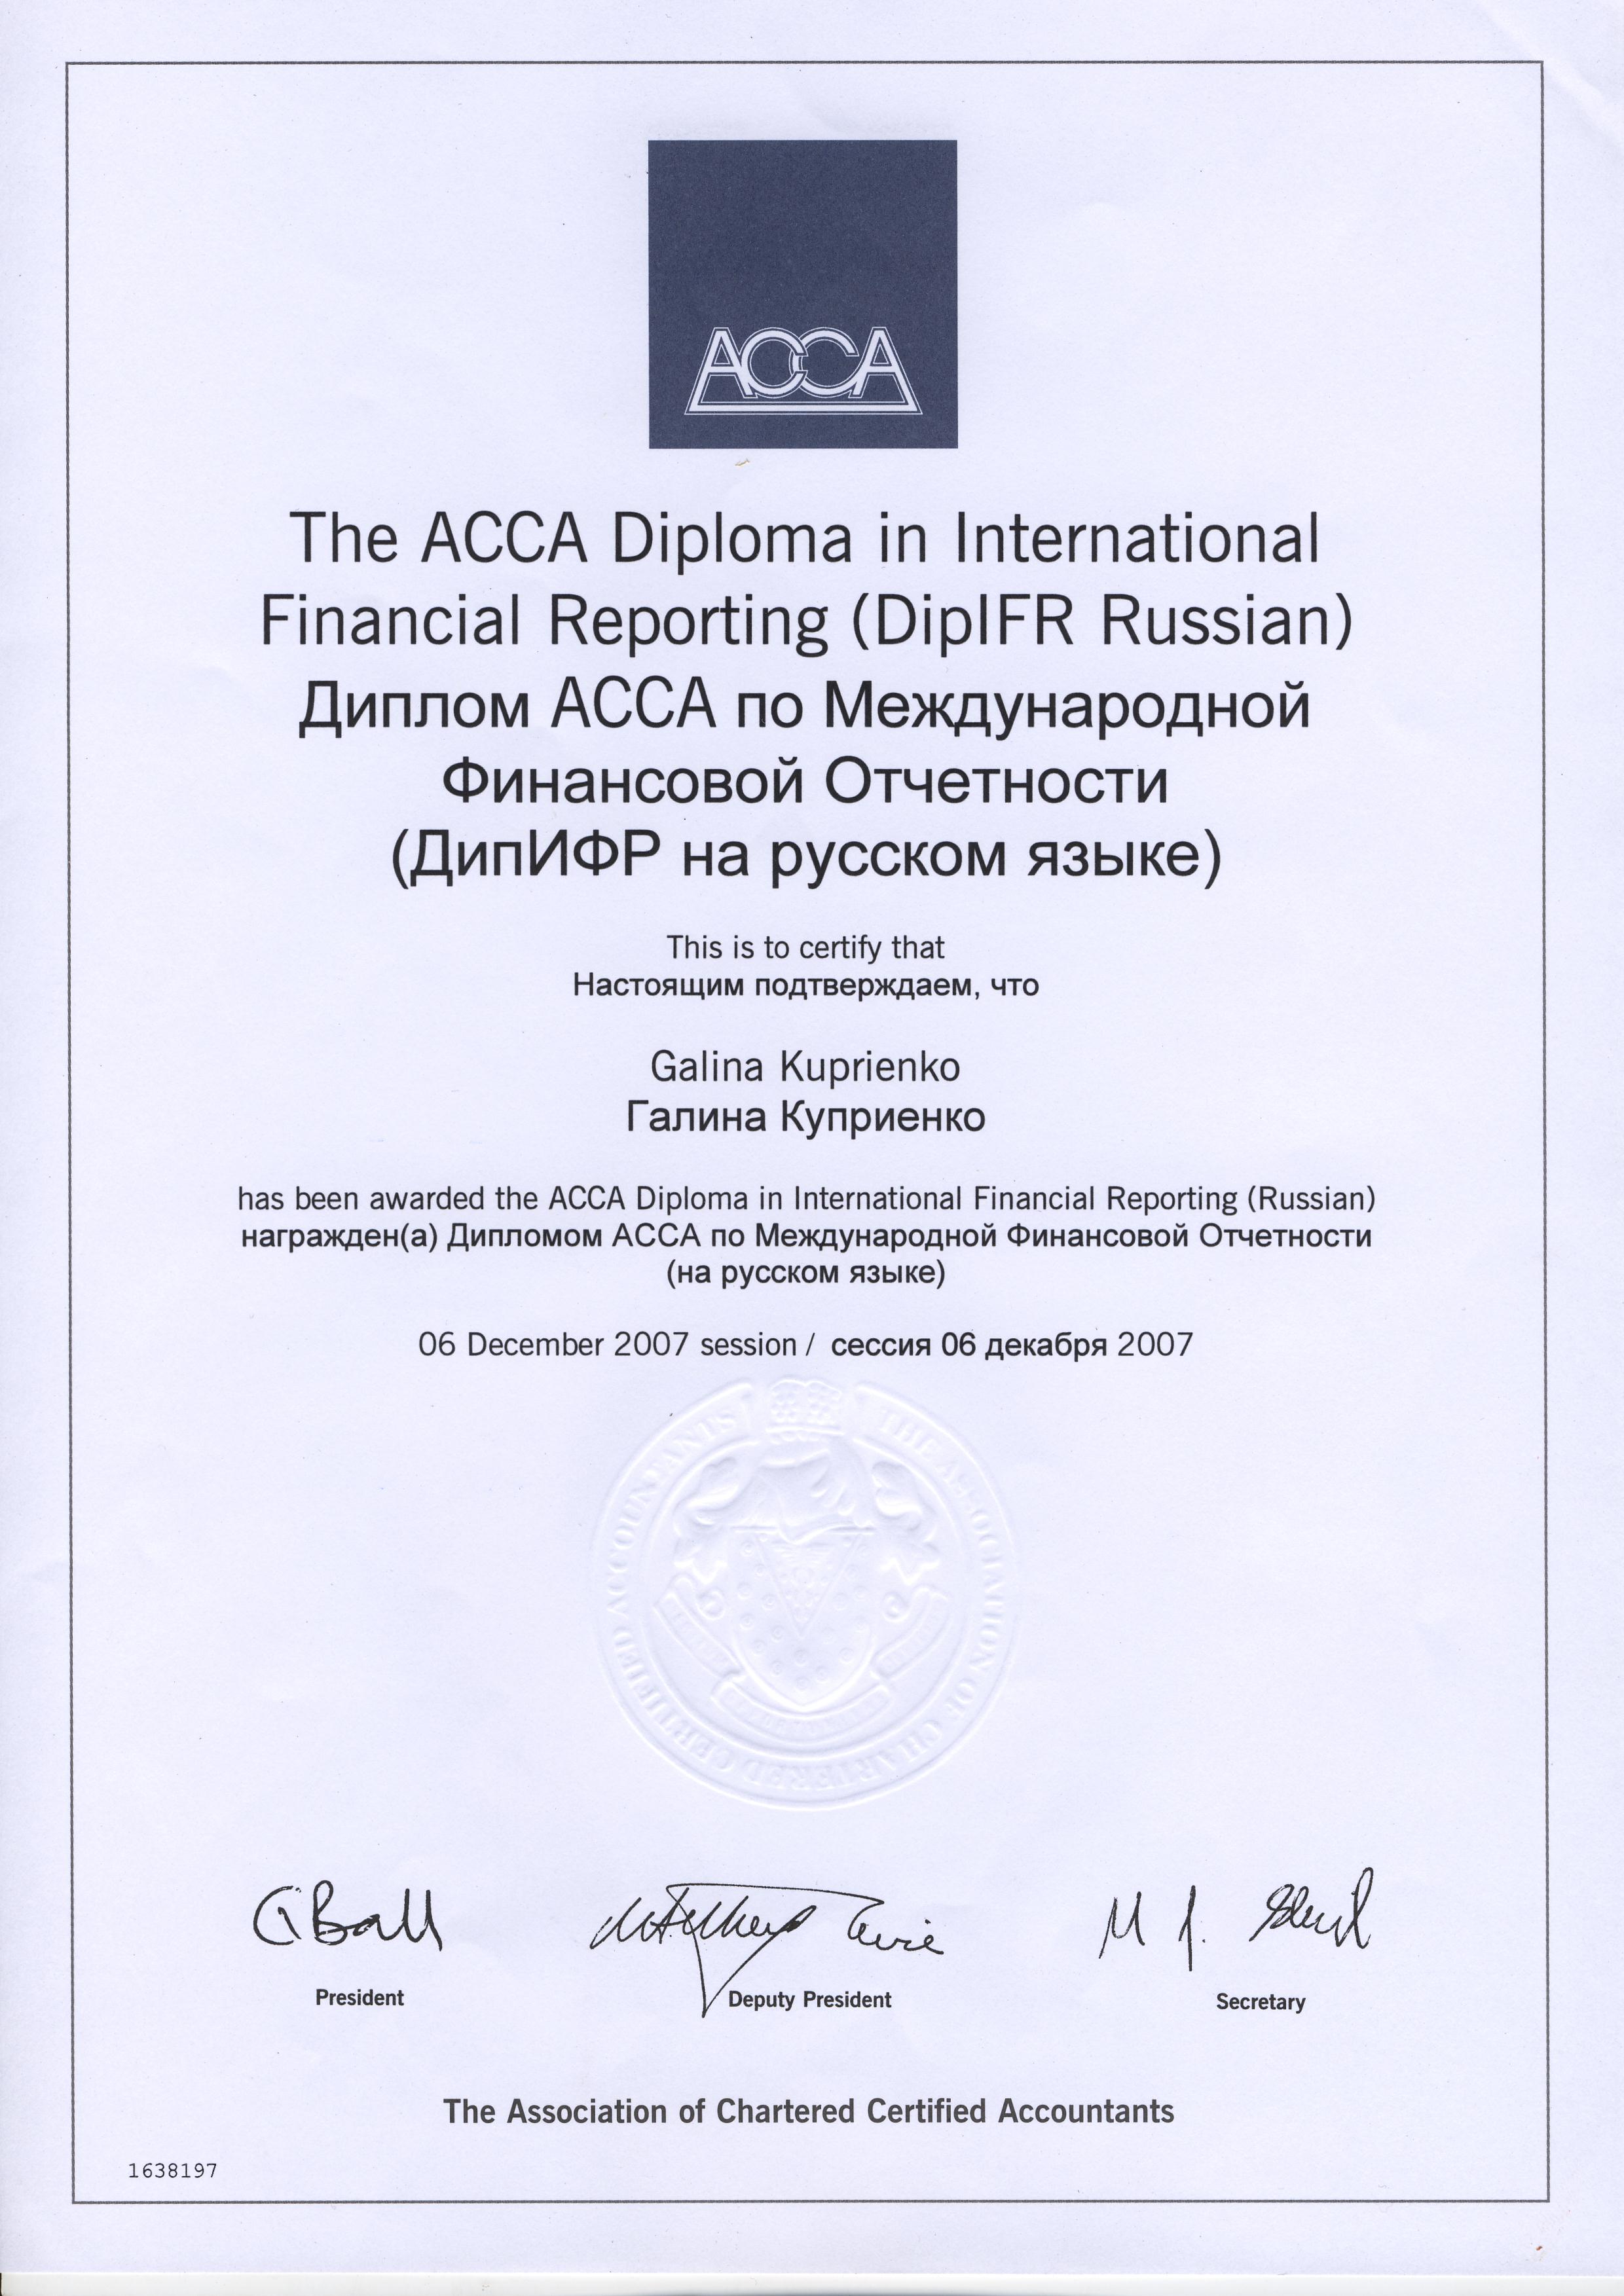 ACCA
The ACCA Diploma in International
Financial Reporting (DipIFR Russian)
Диплом ACCA по Международной
Финансовой Отчетности
(ДипИФР на русском языке)
This is to certify that
Настоящим подтверждаем, что
Galina Kuprienko
Галина Куприенко
has been awarded the ACCA Diploma in International Financial Reporting (Russian)
награжден(а) Дипломом АССА по Международной Финансовой Отчетности
(на русском языке)
06 December 2007 session / сессия 06 декабря 2007
THE ASSOCIATION OF CHARTERED CERTIFIED ACCOUNTANTS
G Ball
President
Deputy President
Secretary
The Association of Chartered Certified Accountants
1638197